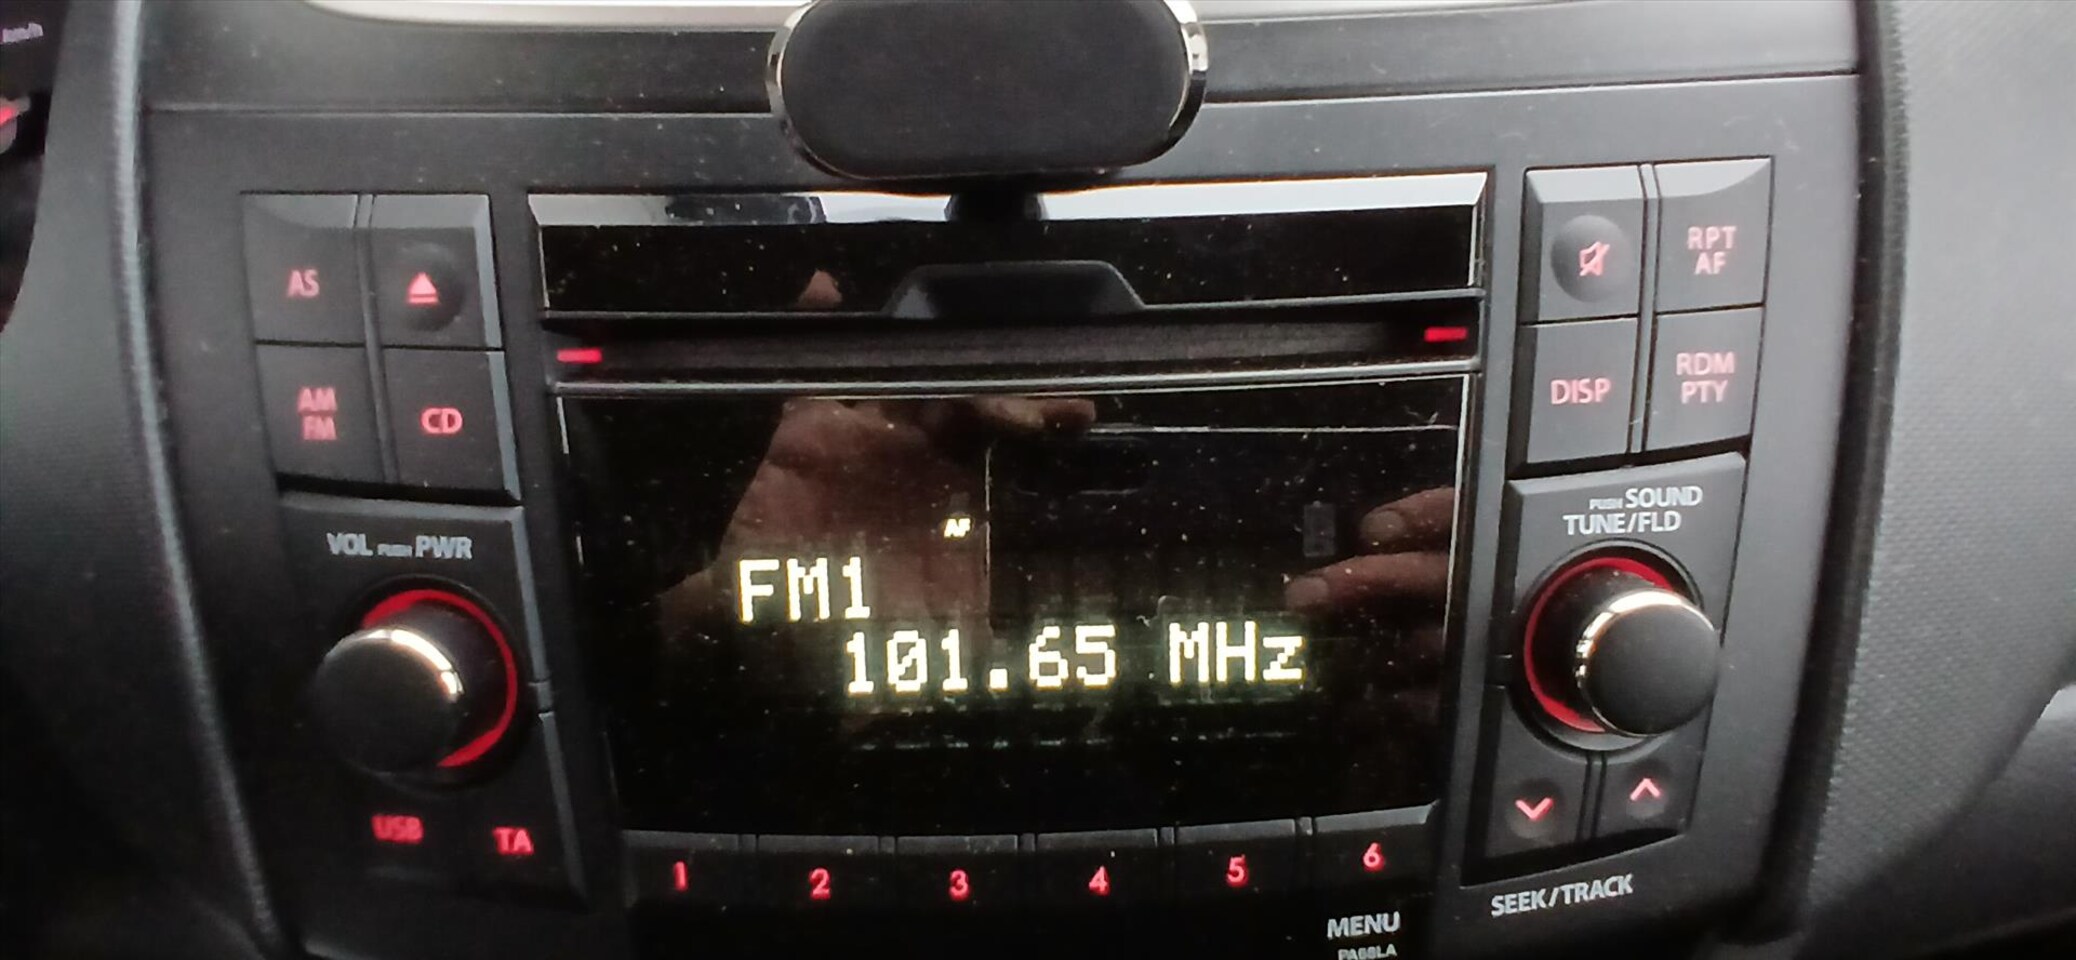 km/h
AS
AM
FM
CD
VOL PUSH PWR
USB
TA
AF
FM1
101.65 MHz
1 2 3 4 5 6
MENU
RPT
AF
DISP
RDM
PTY
PUSH SOUND
TUNE/FLD
SEEK/TRACK